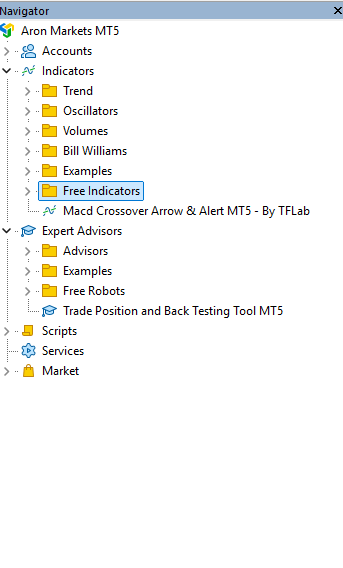 Navigator
Aron Markets MT5
Accounts
Indicators
Trend
Oscillators
Volumes
Bill Williams
Examples
Free Indicators
Macd Crossover Arrow & Alert MT5 - By TFLab
Expert Advisors
Advisors
Examples
Free Robots
Trade Position and Back Testing Tool MT5
Scripts
Services
Market